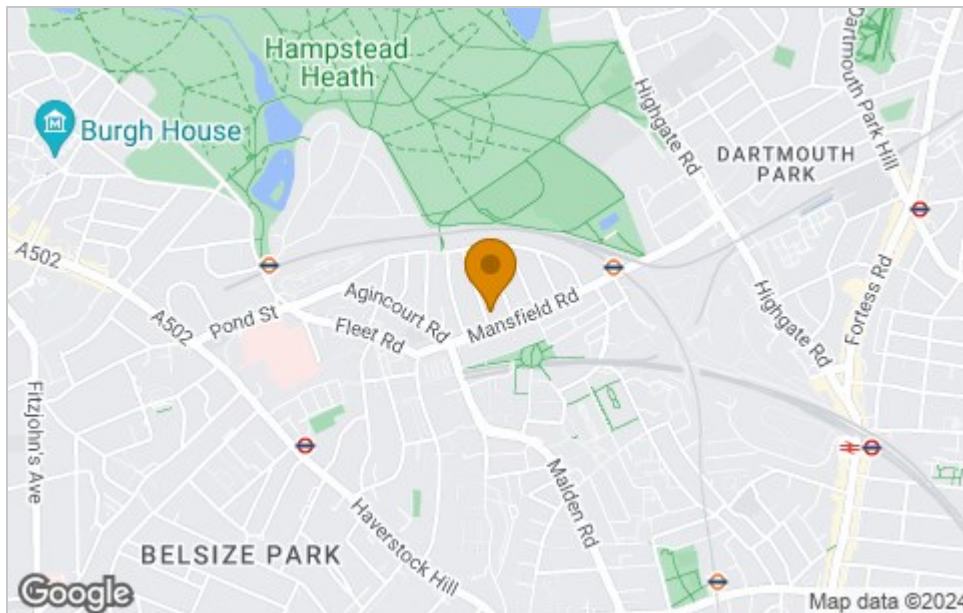 Hampstead
Heath
Burgh House
Highgate Rd
Dartmouth Park Hill
DARTMOUTH
PARK
A502
A502
Pond St
Agincourt Rd
Fleet Rd
Mansfield Rd
Highgate Rd
Fortess Rd
Fitzjohn's Ave
Malden Rd
Haverstock Hill
BELSIZE PARK
Google
Map data ©2024